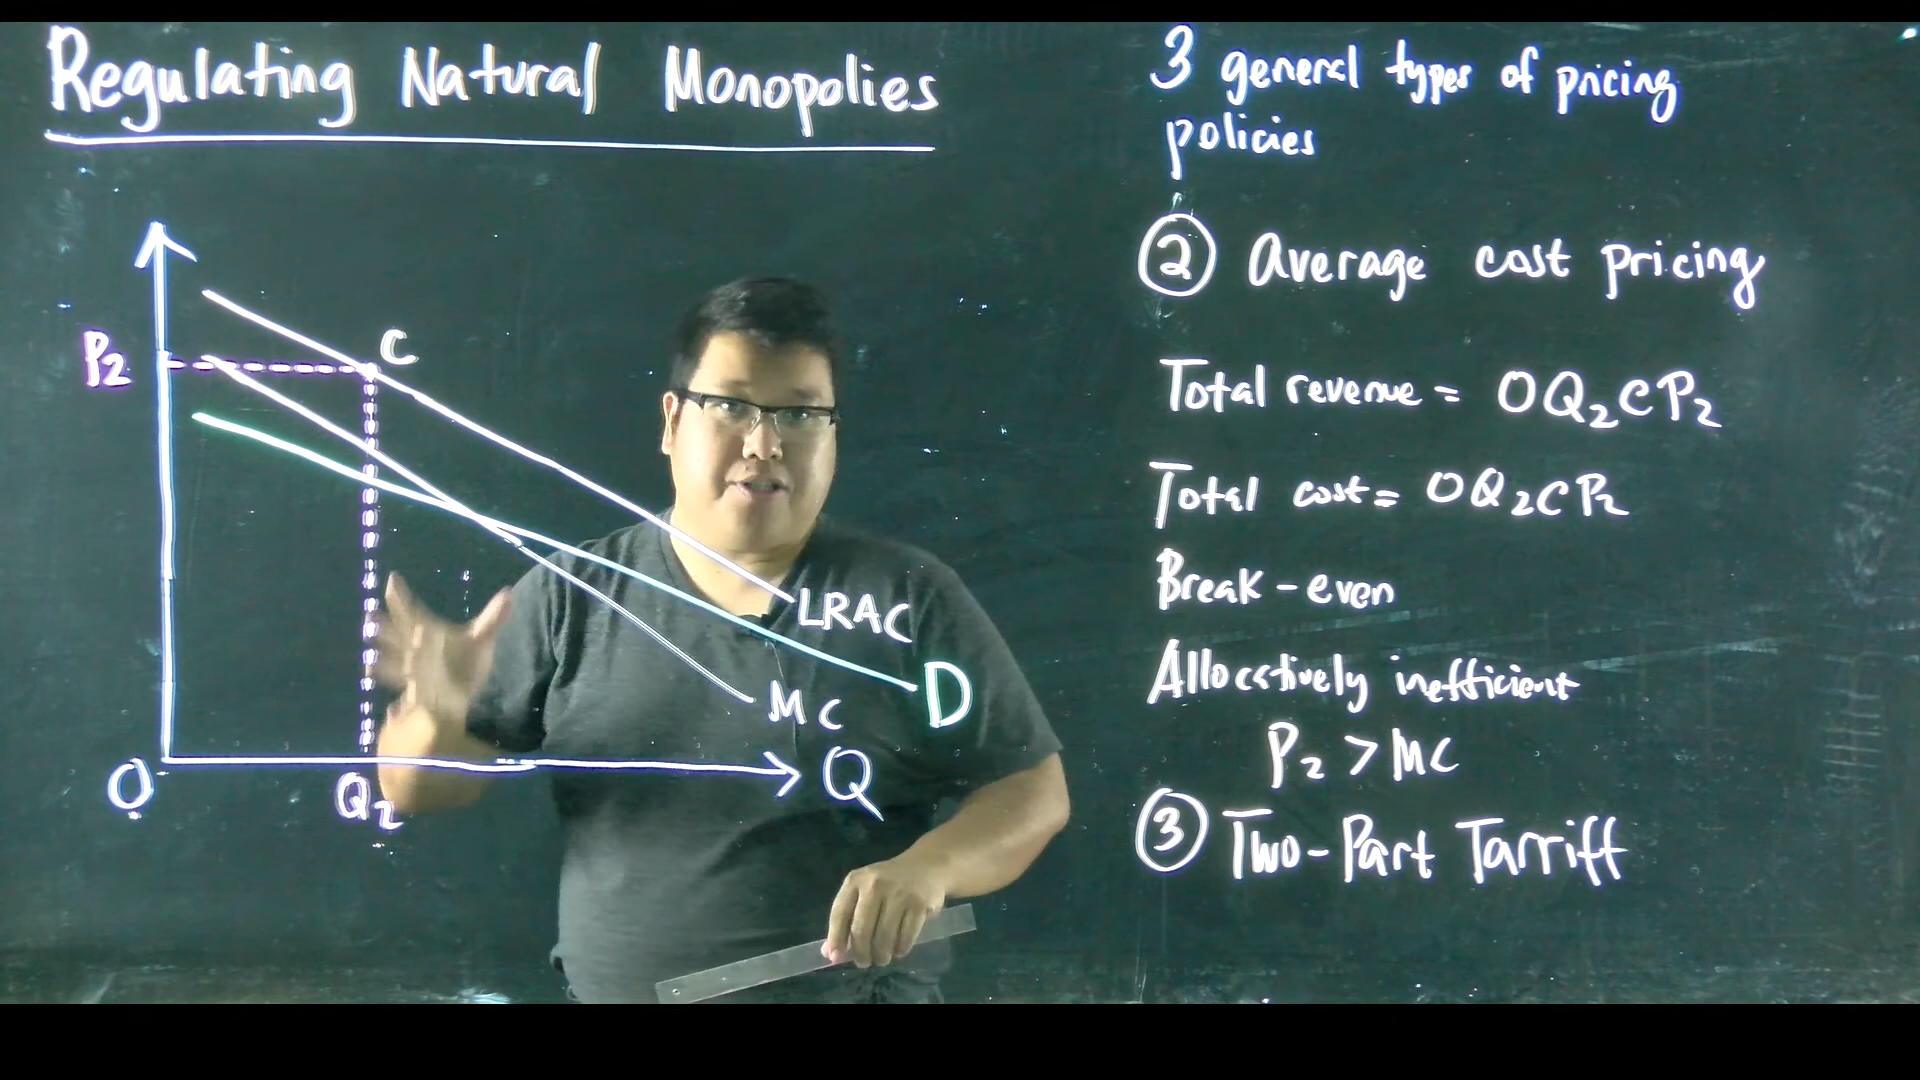 Regulating Natural Monopolies
P2
C
LRAC
D
MC
O
Q2
Q
3 general types of pricing
policies
② Average cost pricing
Total revenue = OQ2CP2
Total cost = OQ2CP2
Break-even
Allocatively inefficient
P2 > MC
③ Two-Part Tarriff